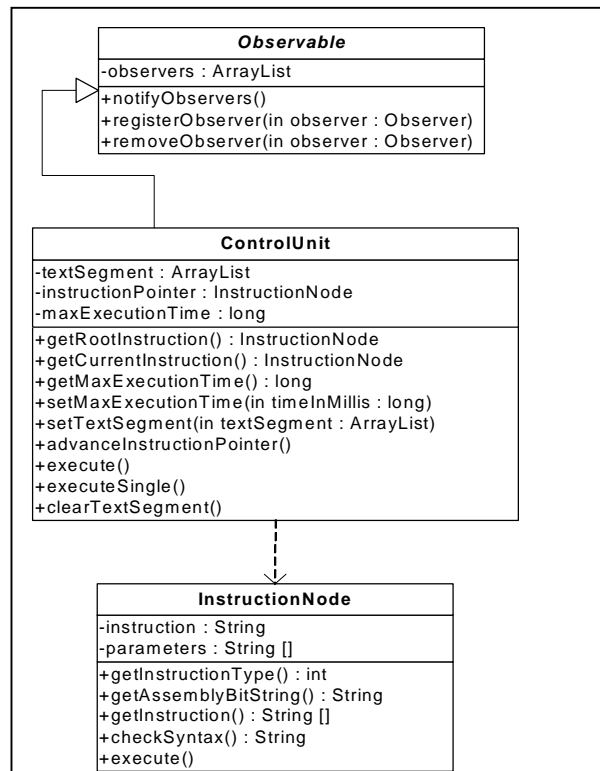 Observable
-observers : ArrayList
+notifyObservers()
+registerObserver(in observer : Observer)
+removeObserver(in observer : Observer)
ControlUnit
-textSegment : ArrayList
-instructionPointer : InstructionNode
-maxExecutionTime : long
+getRootInstruction() : InstructionNode
+getCurrentInstruction() : InstructionNode
+getMaxExecutionTime() : long
+setMaxExecutionTime(in timeInMillis : long)
+setTextSegment(in textSegment : ArrayList)
+advanceInstructionPointer()
+execute()
+executeSingle()
+clearTextSegment()
InstructionNode
-instruction : String
-parameters : String []
+getInstructionType() : int
+getAssemblyBitString() : String
+getInstruction() : String []
+checkSyntax() : String
+execute()